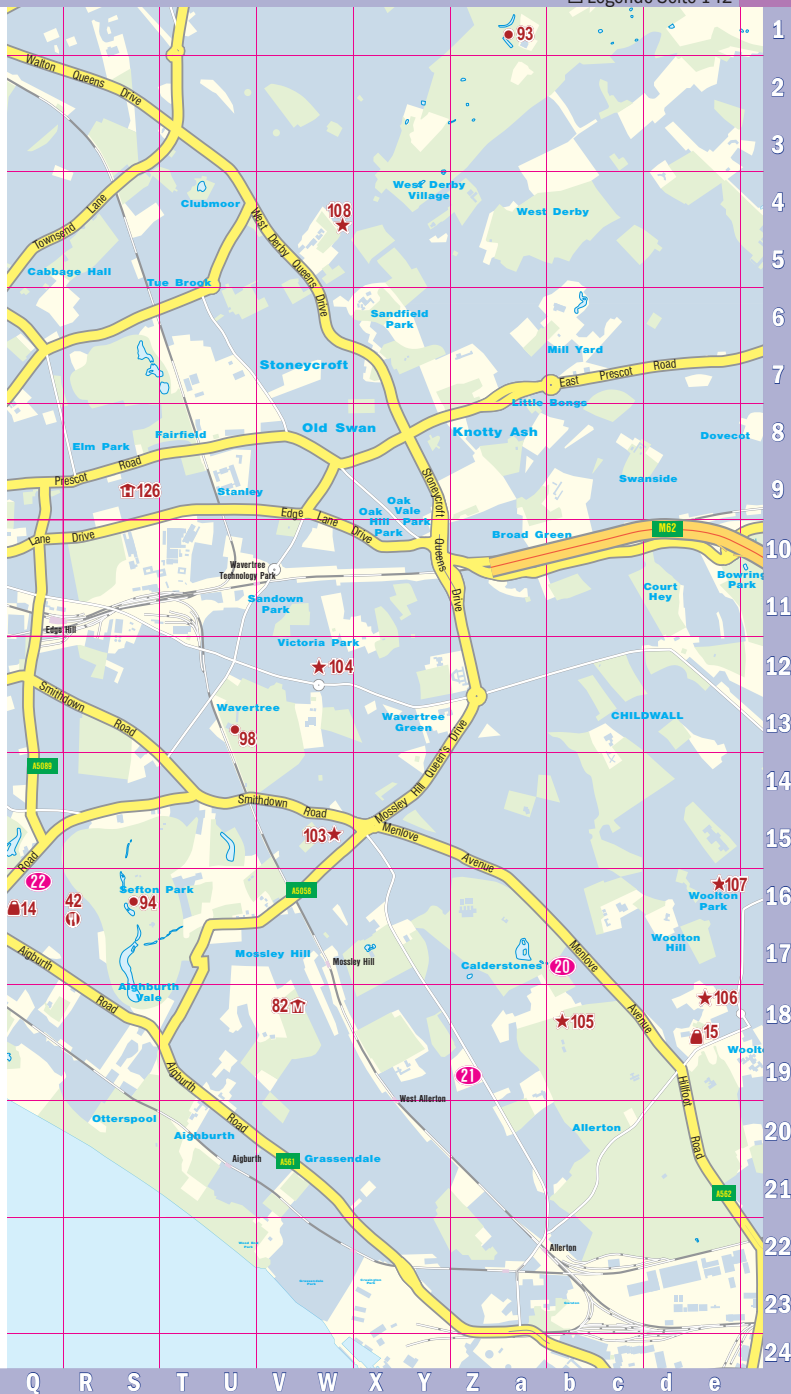 Legende Seite 142
93
1
Walton Queens Drive
2
3
West Derby
Village
Clubmoor
108
West Derby
4
Townsend Lane
West Derby Queens Drive
5
Cabbage Hall
Tue Brook
Sandfield
Park
6
Mill Yard
Stoneycroft
East Prescot Road
7
Little Bongs
Old Swan
Knotty Ash
Fairfield
Dovecot
8
Elm Park
Prescot Road
Stoneycroft
Swanside
126
Stanley
9
Oak
Vale
Park
Oak
Hill
Park
Edge Lane Drive
M62
Broad Green
Lane Drive
Queens Drive
10
Wavertree
Technology Park
Bowring
Park
Court
Hey
Sandown
Park
11
Edge Hill
Victoria Park
104
12
Smithdown Road
Wavertree
Wavertree
Green
CHILDWALL
98
13
A5089
Mossley Hill Queen's Drive
14
Smithdown Road
103
Menlove Avenue
Road
15
22
A5058
107
14
42
Sefton Park
94
Woolton
Park
16
Aigburth Road
Mossley Hill
Mossley Hill
Calderstones
20
Menlove Avenue
Woolton
Hill
17
Aighburth
Vale
82
106
105
15
18
Woolt
Aigburth Road
21
Hillfoot Road
19
West Allerton
Otterspool
Aighburth
Allerton
20
Aigburth
A561
Grassendale
A562
21
Allerton
22
23
24
Q R S T U V W X Y Z a b c d e